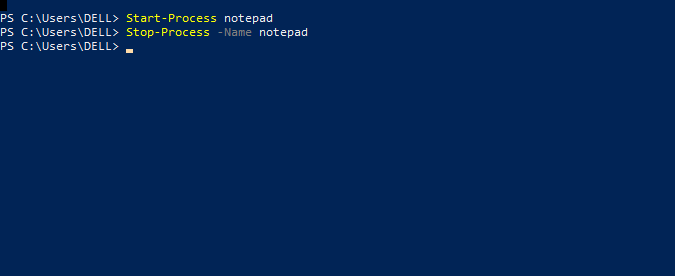 PS C:\Users\DELL> Start-Process notepad
PS C:\Users\DELL> Stop-Process -Name notepad
PS C:\Users\DELL>